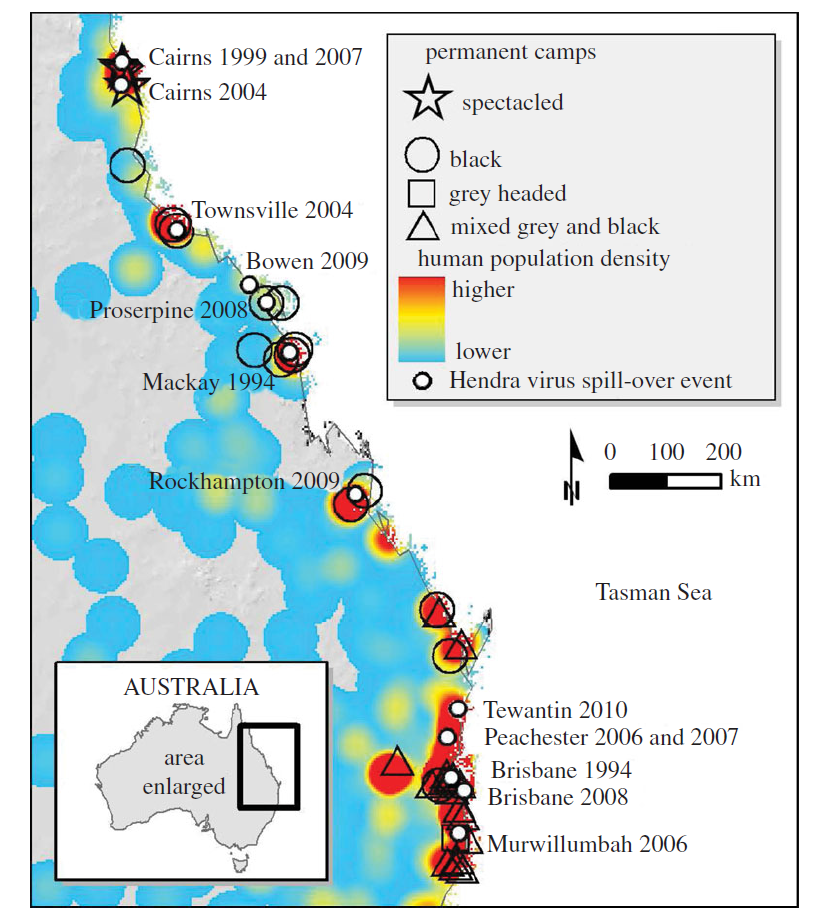 Cairns 1999 and 2007
Cairns 2004
Townsville 2004
Bowen 2009
Proserpine 2008
Mackay 1994
Rockhampton 2009
permanent camps
spectacled
black
grey headed
mixed grey and black
human population density
higher
lower
Hendra virus spill-over event
0 100 200
km
N
Tasman Sea
Tewantin 2010
Peachester 2006 and 2007
Brisbane 1994
Brisbane 2008
Murwillumbah 2006
AUSTRALIA
area
enlarged